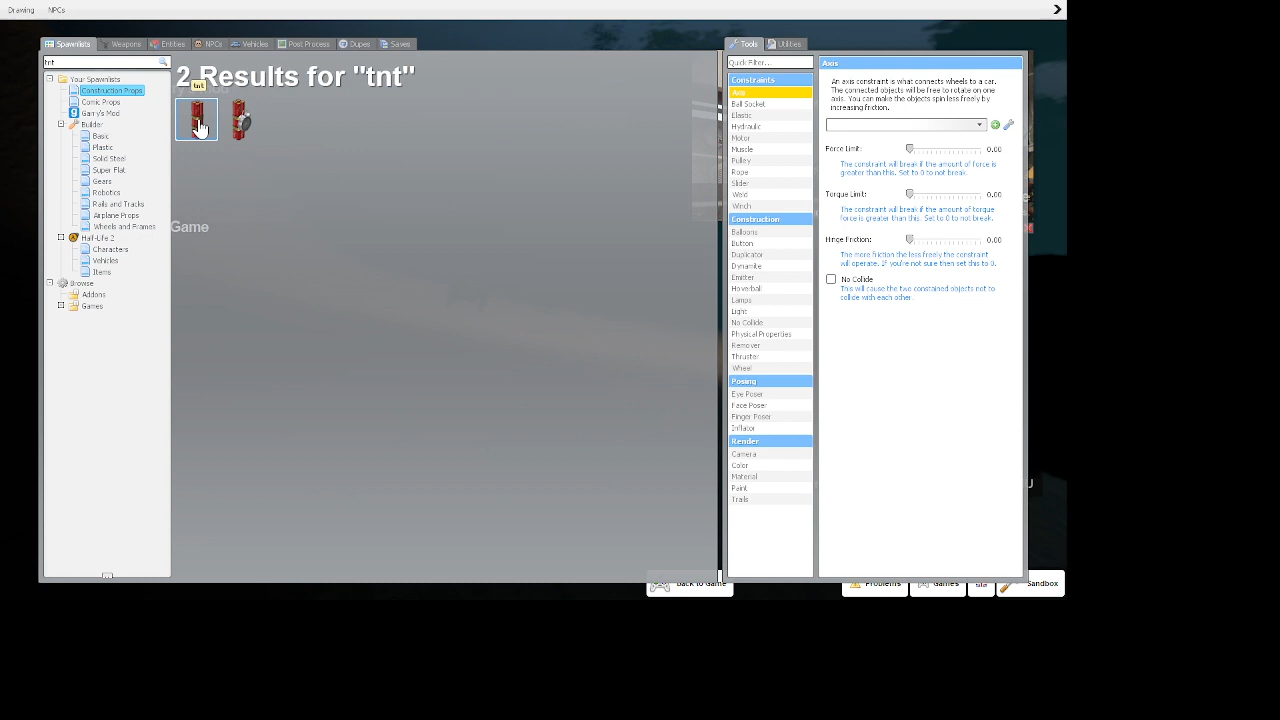 Drawing NPCs
Spawnlists Weapons Entities NPCs Vehicles Post Process Dupes Saves
tnt
Your Spawnlists
Construction Props
Comic Props
Garry's Mod
Builder
Basic
Plastic
Solid Steel
Super Flat
Gears
Robotics
Rails and Tracks
Airplane Props
Wheels and Frames
Half-Life 2
Characters
Vehicles
Items
Browse
Addons
Games
2 Results for "tnt"
tnt
Game
Tools Utilities
Quick Filter...
Constraints
Axis
Ball Socket
Elastic
Hydraulic
Motor
Muscle
Pulley
Rope
Slider
Weld
Winch
Construction
Balloons
Button
Duplicator
Dynamite
Emitter
Hoverball
Lamps
Light
No Collide
Physical Properties
Remover
Thruster
Wheel
Posing
Eye Poser
Face Poser
Finger Poser
Inflator
Render
Camera
Color
Material
Paint
Trails
Axis
An axis constraint is what connects wheels to a car.
The connected objects will be free to rotate on one
axis. You can make the objects spin less freely by
increasing friction.
Force Limit: 0.00
The constraint will break if the amount of force is
greater than this. Set to 0 to not break.
Torque Limit: 0.00
The constraint will break if the amount of torque
force is greater than this. Set to 0 to not break.
Hinge Friction: 0.00
The more friction the less freely the constraint
will operate. If you're not sure then set this to 0.
No Collide
This will cause the two constained objects not to
collide with each other.
Back to Game Problems Games Sandbox